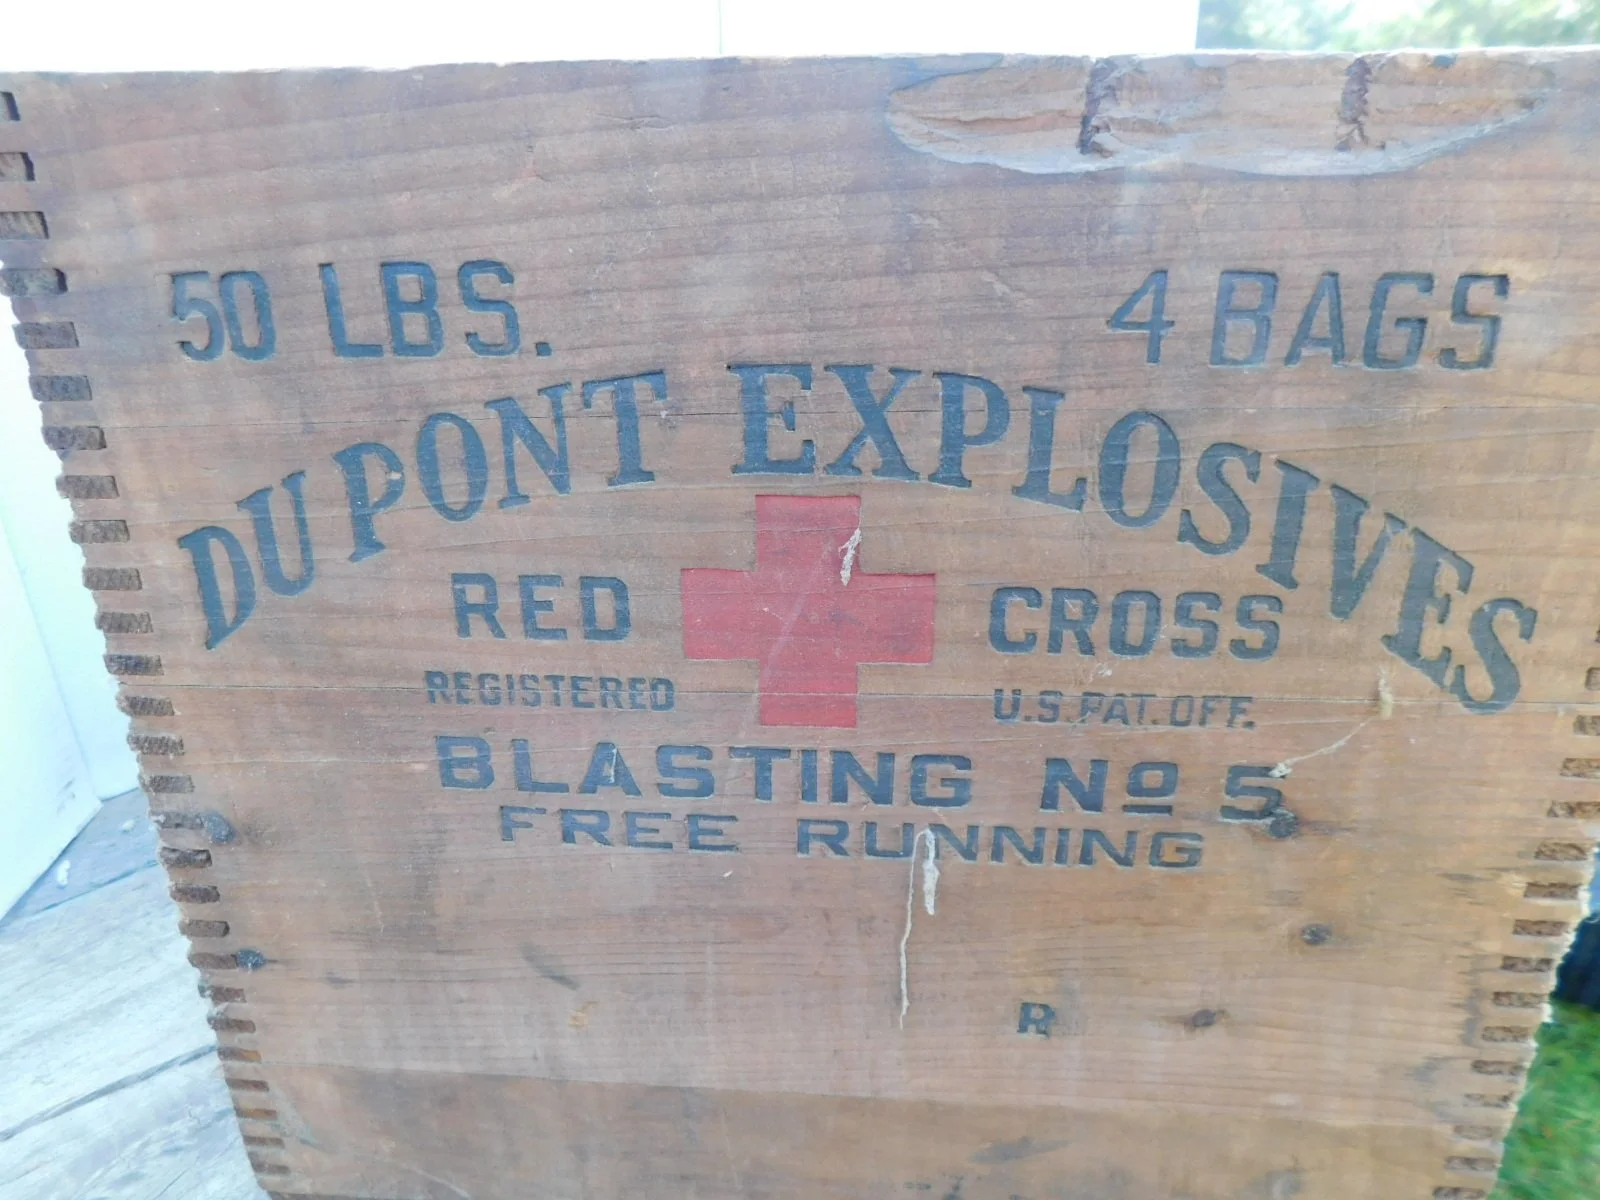 50 LBS. 4 BAGS
DU PONT EXPLOSIVES
RED CROSS
REGISTERED U.S. PAT. OFF.
BLASTING Nº 5
FREE RUNNING
R